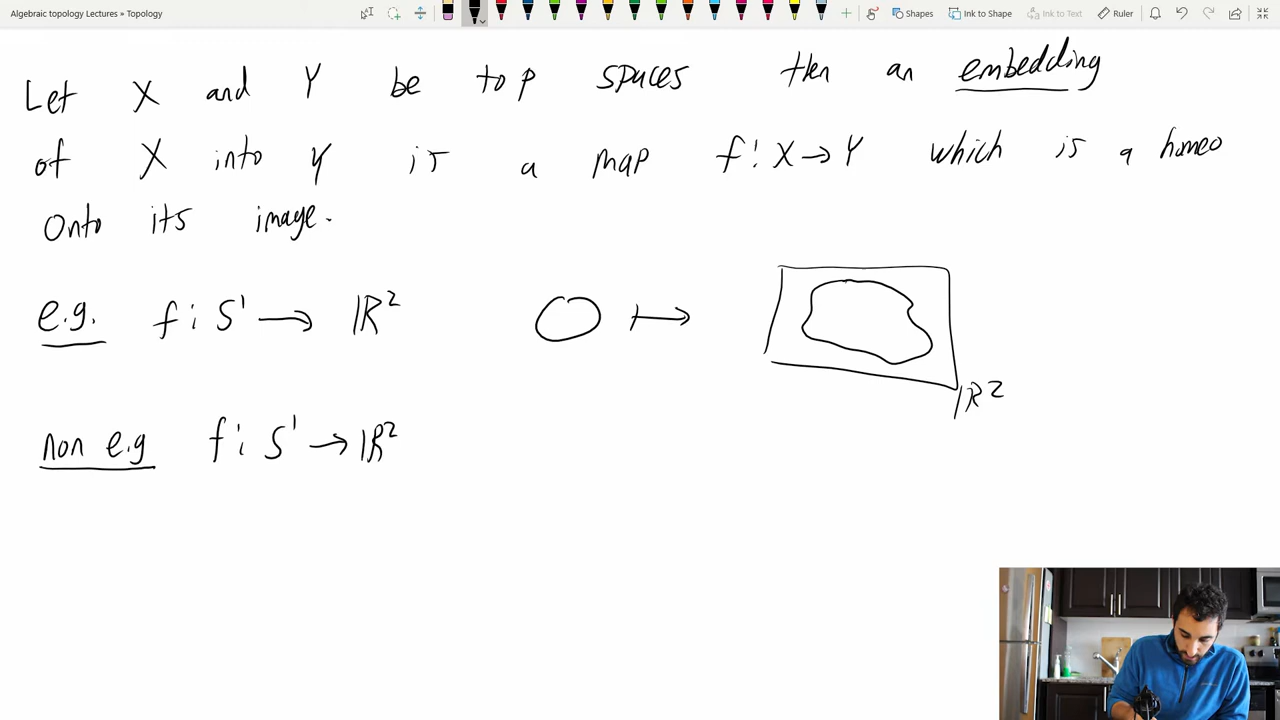 Algebraic topology Lectures » Topology
Shapes Ink to Shape Ink to Text Ruler
Let X and Y be top spaces then an embedding
of X into Y is a map f: X → Y which is a homeo
onto its image.
e.g. f: S¹ → ℝ²
ℝ²
non e.g f: S¹ → ℝ²